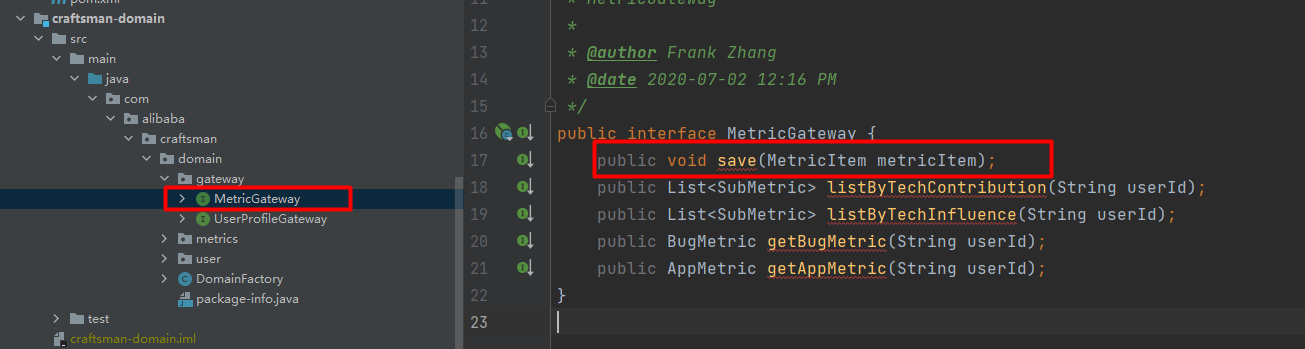 pom.xml
craftsman-domain
src
main
java
com
alibaba
craftsman
domain
gateway
MetricGateway
UserProfileGateway
metrics
user
DomainFactory
package-info.java
test
craftsman-domain.iml
11 * MetricGateway
12 *
13 * @author Frank Zhang
14 * @date 2020-07-02 12:16 PM
15 */
16 public interface MetricGateway {
17 public void save(MetricItem metricItem);
18 public List<SubMetric> listByTechContribution(String userId);
19 public List<SubMetric> listByTechInfluence(String userId);
20 public BugMetric getBugMetric(String userId);
21 public AppMetric getAppMetric(String userId);
22 }
23